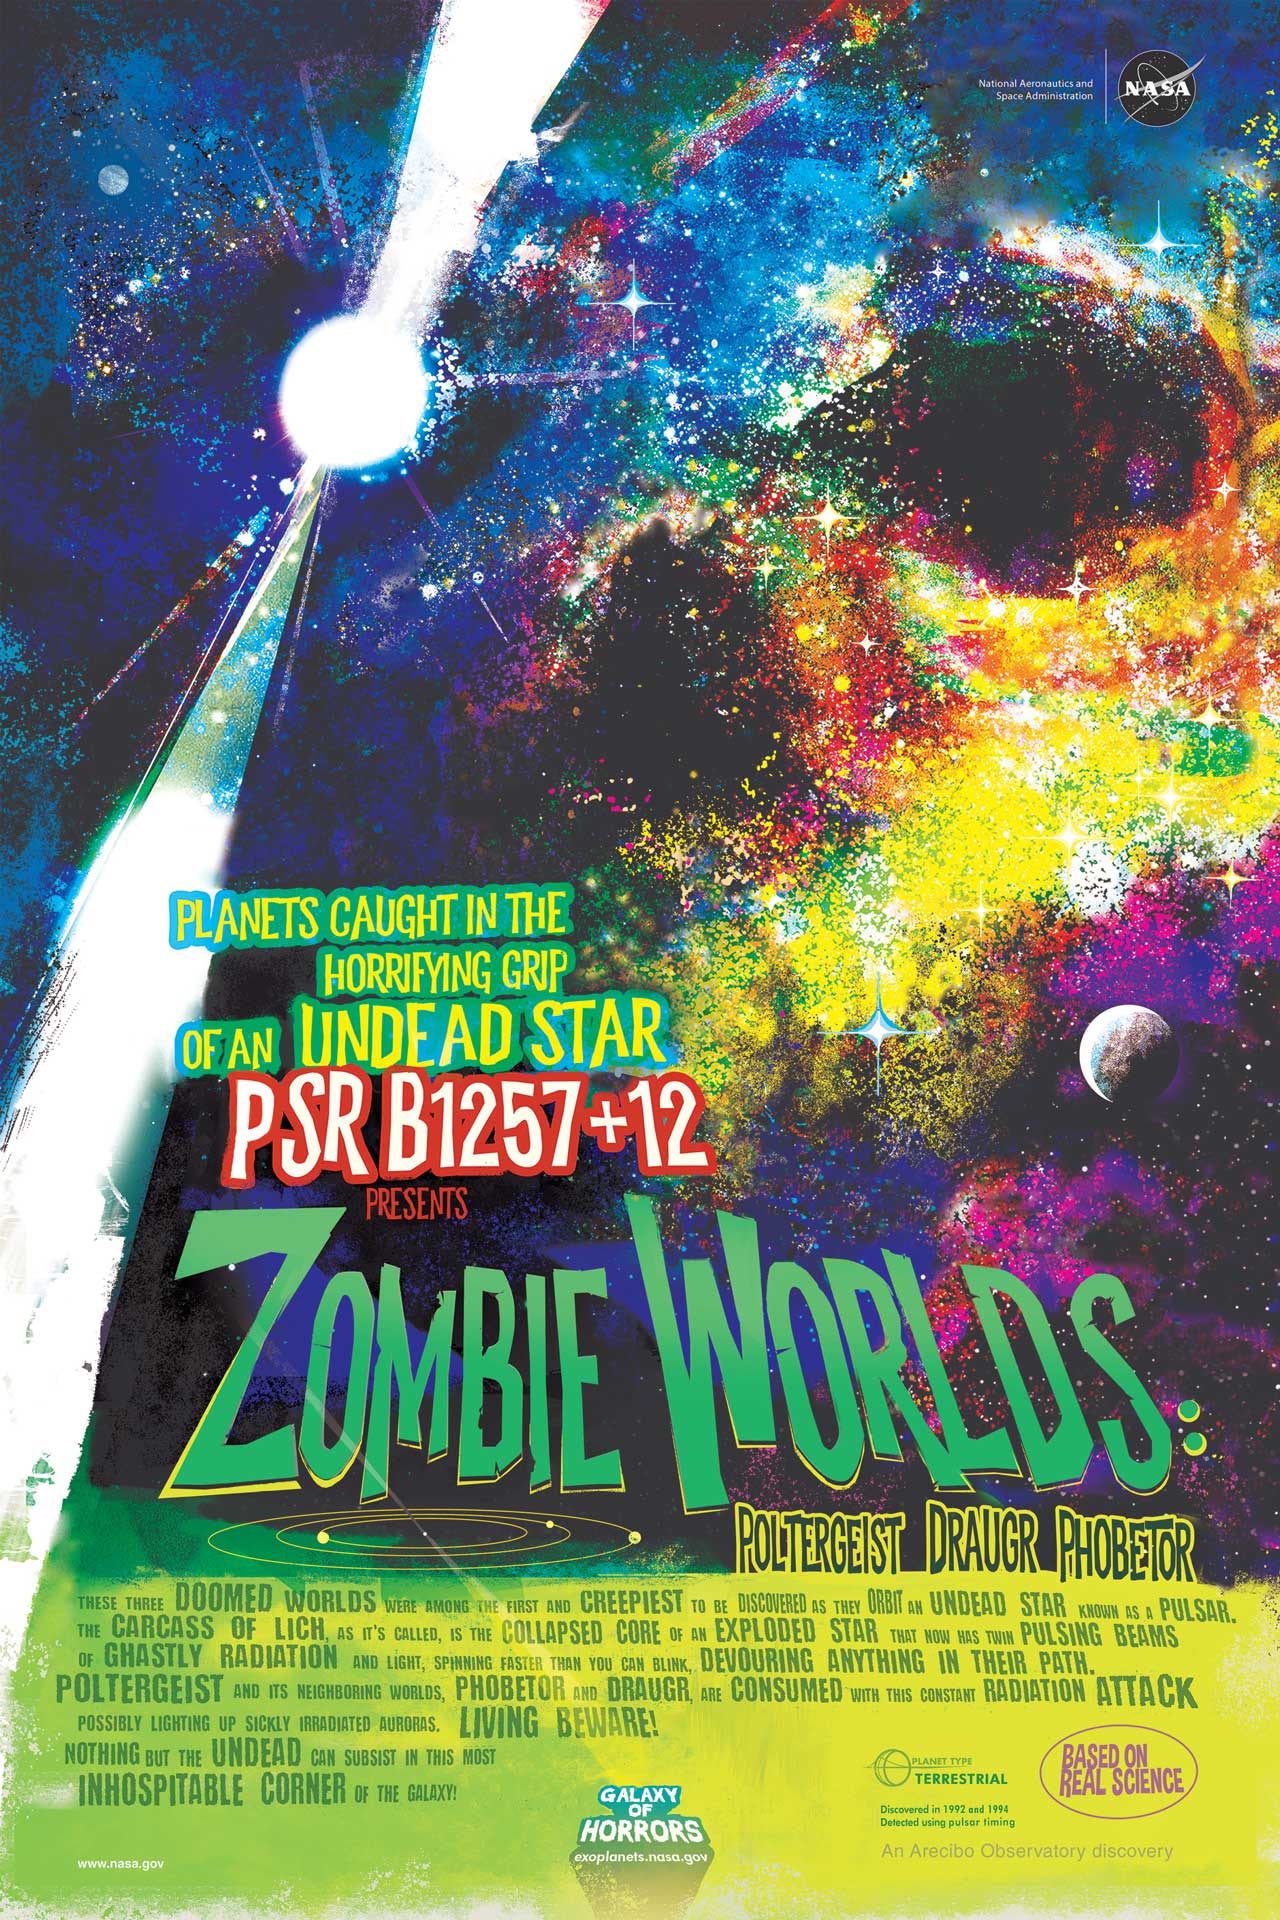 National Aeronautics and
Space Administration
NASA
PLANETS CAUGHT IN THE
HORRIFYING GRIP
OF AN UNDEAD STAR
PSR B1257+12
PRESENTS
ZOMBIE WORLDS:
POLTERGEIST DRAUGR PHOBETOR
THESE THREE DOOMED WORLDS WERE AMONG THE FIRST AND CREEPIEST TO BE DISCOVERED AS THEY ORBIT AN UNDEAD STAR KNOWN AS A PULSAR.
THE CARCASS OF LICH, AS IT'S CALLED, IS THE COLLAPSED CORE OF AN EXPLODED STAR THAT NOW HAS TWIN PULSING BEAMS
OF GHASTLY RADIATION AND LIGHT, SPINNING FASTER THAN YOU CAN BLINK, DEVOURING ANYTHING IN THEIR PATH.
POLTERGEIST AND ITS NEIGHBORING WORLDS, PHOBETOR AND DRAUGR, ARE CONSUMED WITH THIS CONSTANT RADIATION ATTACK
POSSIBLY LIGHTING UP SICKLY IRRADIATED AURORAS. LIVING BEWARE!
NOTHING BUT THE UNDEAD CAN SUBSIST IN THIS MOST
INHOSPITABLE CORNER OF THE GALAXY!
PLANET TYPE
TERRESTRIAL
BASED ON
REAL SCIENCE
Discovered in 1992 and 1994
Detected using pulsar timing
An Arecibo Observatory discovery
GALAXY
OF
HORRORS
exoplanets.nasa.gov
www.nasa.gov